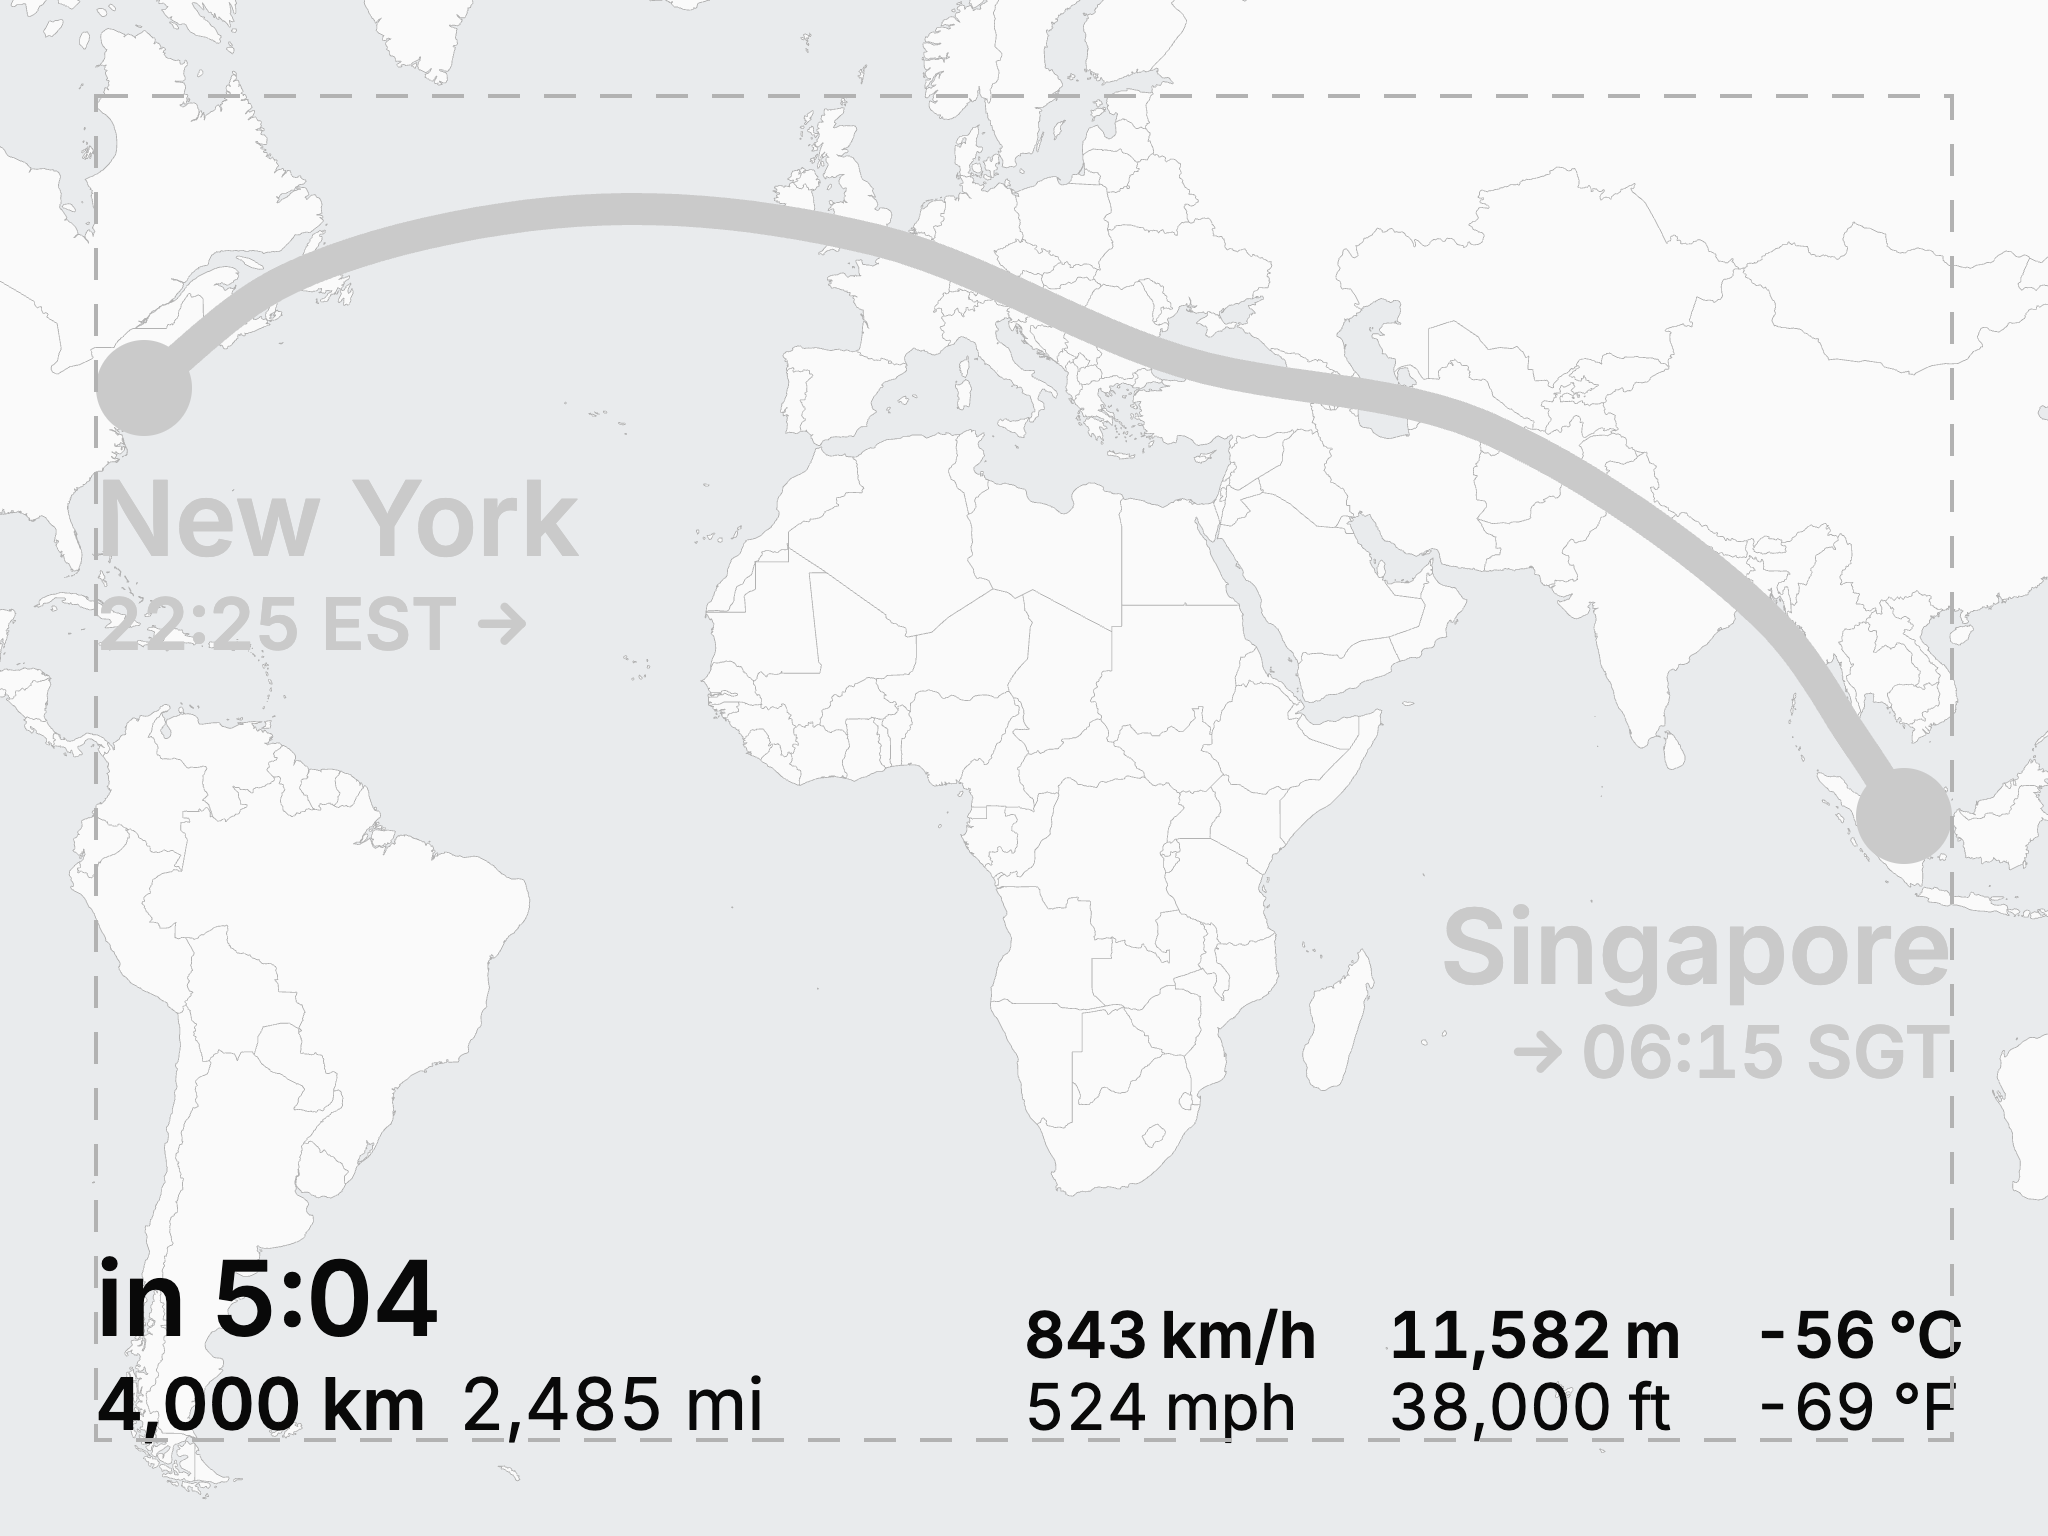 New York
22:25 EST →
Singapore
→ 06:15 SGT
in 5:04
4,000 km 2,485 mi
843 km/h 11,582 m -56 °C
524 mph 38,000 ft -69 °F